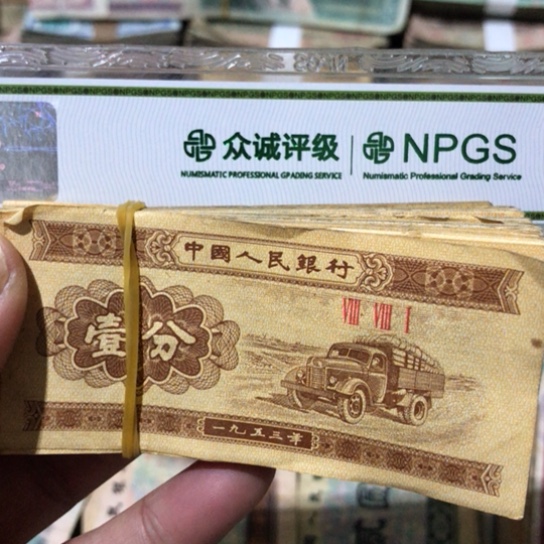 众诚评级
NUMISMATIC PROFESSIONAL GRADING SERVICE
NPGS
Numismatic Professional Grading Service
中國人民銀行
VIII VIII I
壹分
一九五三年